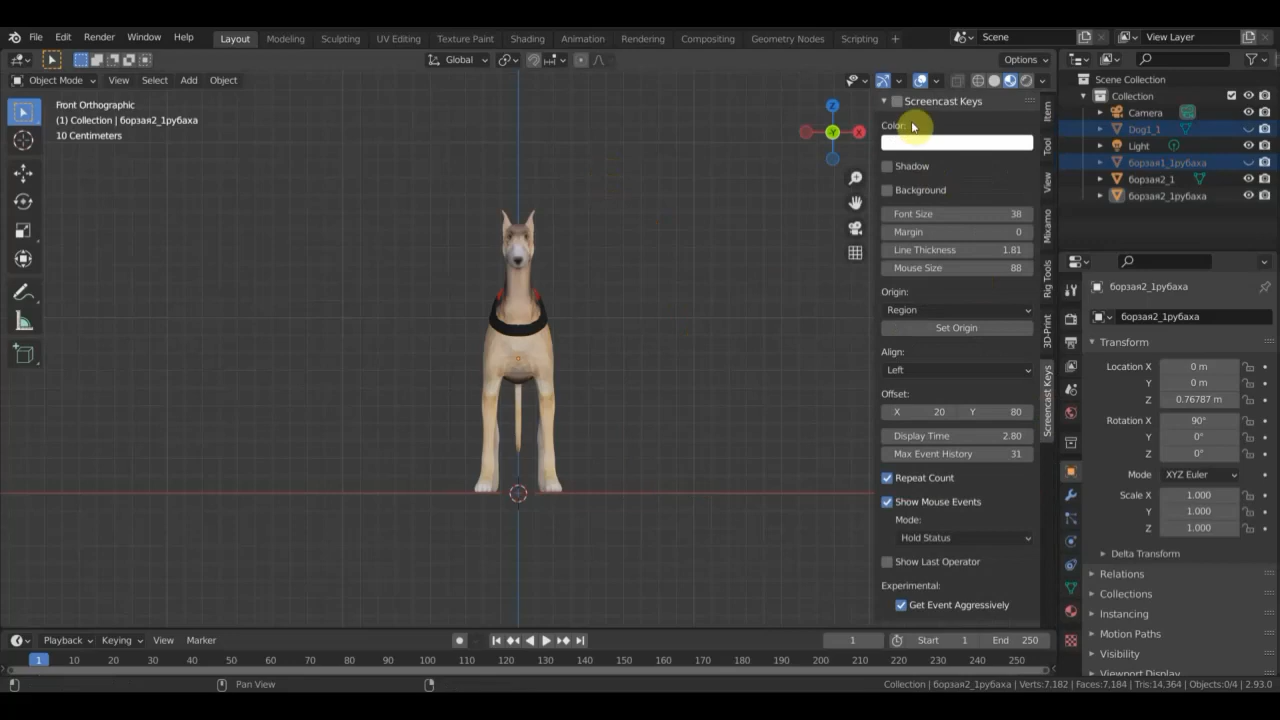 File Edit Render Window Help Layout Modeling Sculpting UV Editing Texture Paint Shading Animation Rendering Compositing Geometry Nodes Scripting + Scene View Layer
Global Options
Object Mode View Select Add Object
Front Orthographic
(1) Collection | борзая2_1рубаха
10 Centimeters
Z
X
-Y
Screencast Keys
Color:
Shadow
Background
Font Size 38
Margin 0
Line Thickness 1.81
Mouse Size 88
Origin:
Region
Set Origin
Align:
Left
Offset:
X 20 Y 80
Display Time 2.80
Max Event History 31
Repeat Count
Show Mouse Events
Mode:
Hold Status
Show Last Operator
Experimental:
Get Event Aggressively
Item
Tool
View
Mixamo
Rig Tools
3D-Print
Screencast Keys
Scene Collection
Collection
Camera
Dog1_1
Light
борзая1_1рубаха
борзая2_1
борзая2_1рубаха
борзая2_1рубаха
борзая2_1рубаха
Transform
Location X 0 m
Y 0 m
Z 0.76787 m
Rotation X 90°
Y 0°
Z 0°
Mode XYZ Euler
Scale X 1.000
Y 1.000
Z 1.000
Delta Transform
Relations
Collections
Instancing
Motion Paths
Visibility
Viewport Display
Playback Keying View Marker 1 Start 1 End 250
1 10 20 30 40 50 60 70 80 90 100 110 120 130 140 150 160 170 180 190 200 210 220 230 240 250
Pan View
Collection | борзая2_1рубаха | Verts:7.182 | Faces:7.184 | Tris:14.364 | Objects:0/4 | 2.93.0